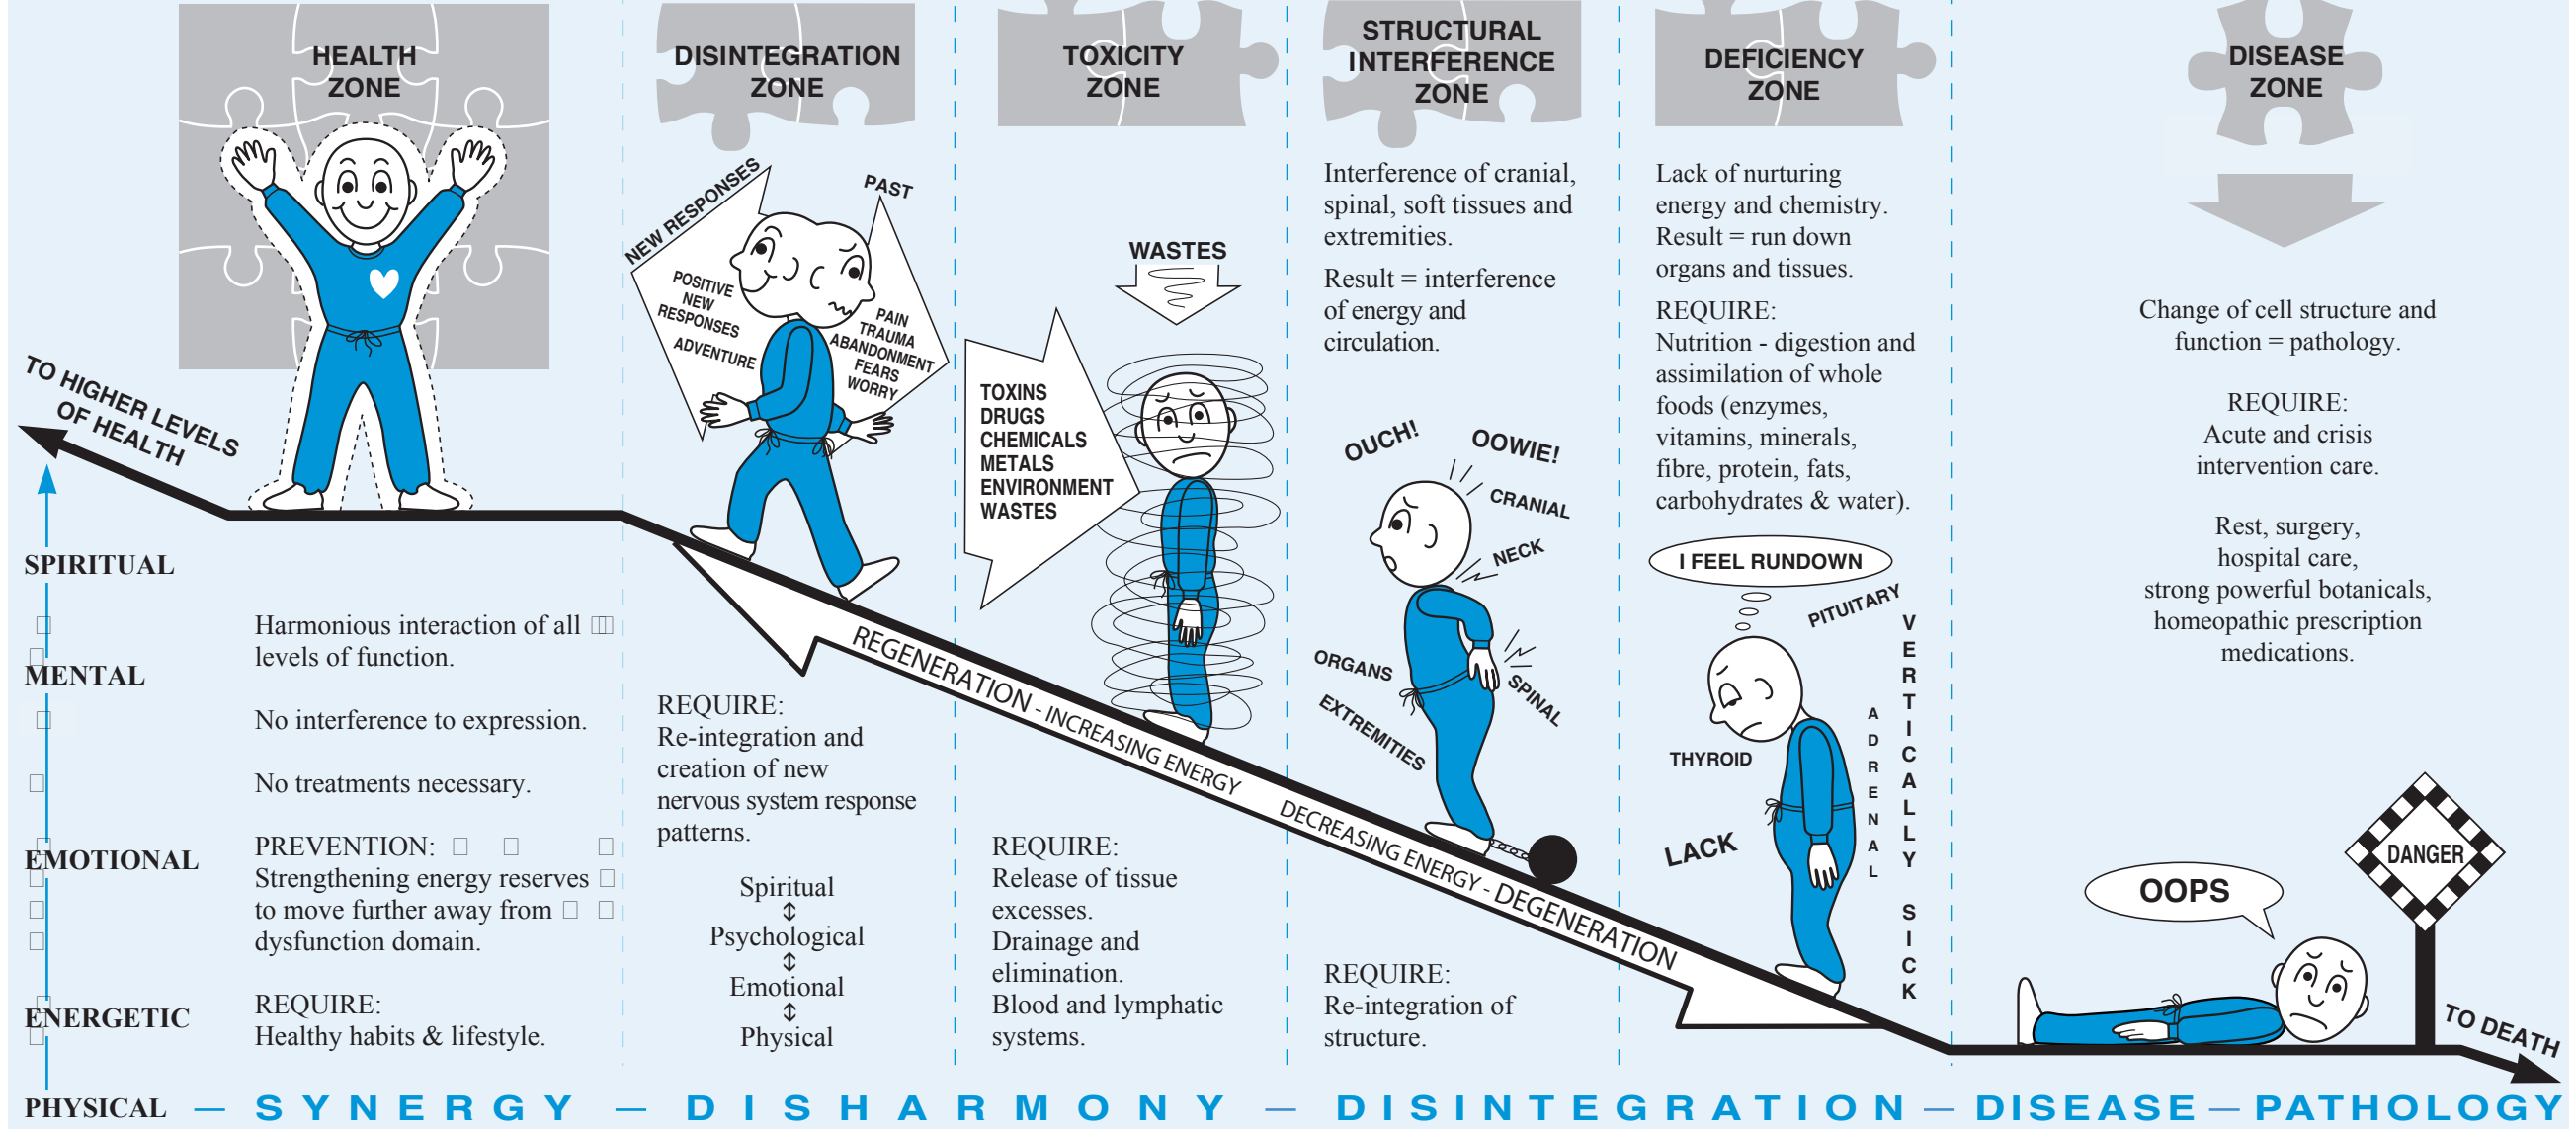 HEALTH
ZONE
DISINTEGRATION
ZONE
TOXICITY
ZONE
STRUCTURAL
INTERFERENCE
ZONE
DEFICIENCY
ZONE
DISEASE
ZONE
TO HIGHER LEVELS
OF HEALTH
SPIRITUAL
MENTAL
EMOTIONAL
ENERGETIC
PHYSICAL
Harmonious interaction of all
levels of function.
No interference to expression.
No treatments necessary.
PREVENTION:
Strengthening energy reserves
to move further away from
dysfunction domain.
REQUIRE:
Healthy habits & lifestyle.
NEW RESPONSES
POSITIVE
NEW
RESPONSES
ADVENTURE
PAST
PAIN
TRAUMA
ABANDONMENT
FEARS
WORRY
REQUIRE:
Re-integration and
creation of new
nervous system response
patterns.
Spiritual
↕
Psychological
↕
Emotional
↕
Physical
WASTES
TOXINS
DRUGS
CHEMICALS
METALS
ENVIRONMENT
WASTES
REQUIRE:
Release of tissue
excesses.
Drainage and
elimination.
Blood and lymphatic
systems.
REGENERATION - INCREASING ENERGY
DECREASING ENERGY - DEGENERATION
Interference of cranial,
spinal, soft tissues and
extremities.
Result = interference
of energy and
circulation.
OUCH!
OOWIE!
CRANIAL
NECK
ORGANS
SPINAL
EXTREMITIES
REQUIRE:
Re-integration of
structure.
Lack of nurturing
energy and chemistry.
Result = run down
organs and tissues.
REQUIRE:
Nutrition - digestion and
assimilation of whole
foods (enzymes,
vitamins, minerals,
fibre, protein, fats,
carbohydrates & water).
I FEEL RUNDOWN
PITUITARY
THYROID
ADRENAL
LACK
VERTICALLY SICK
Change of cell structure and
function = pathology.
REQUIRE:
Acute and crisis
intervention care.
Rest, surgery,
hospital care,
strong powerful botanicals,
homeopathic prescription
medications.
OOPS
DANGER
TO DEATH
— SYNERGY — DISHARMONY — DISINTEGRATION — DISEASE — PATHOLOGY